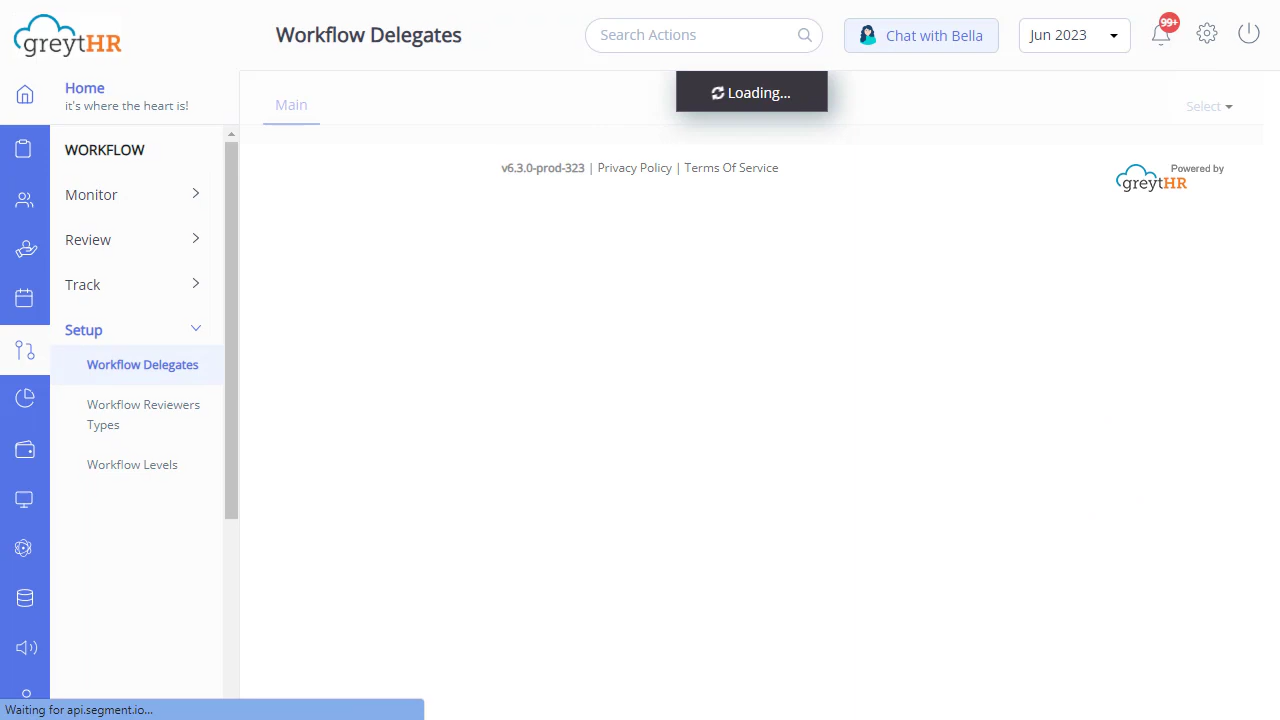 greytHR
Workflow Delegates
Search Actions
Chat with Bella
Jun 2023
99+
Home
it's where the heart is!
Main
Loading...
Select
WORKFLOW
Monitor
Review
Track
Setup
Workflow Delegates
Workflow Reviewers
Types
Workflow Levels
v6.3.0-prod-323 | Privacy Policy | Terms Of Service
Powered by
greytHR
Waiting for api.segment.io...